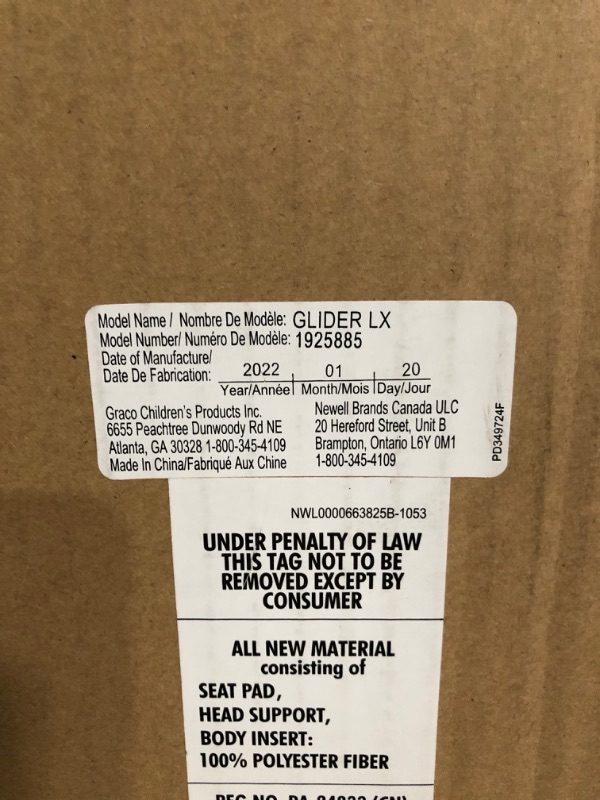 Model Name / Nombre De Modèle: GLIDER LX
Model Number/ Numéro De Modèle: 1925885
Date of Manufacture/
Date De Fabrication: 2022 01 20
Year/Année Month/Mois Day/Jour
Graco Children's Products Inc.
6655 Peachtree Dunwoody Rd NE
Atlanta, GA 30328 1-800-345-4109
Made In China/Fabriqué Aux Chine
Newell Brands Canada ULC
20 Hereford Street, Unit B
Brampton, Ontario L6Y 0M1
1-800-345-4109
PD349724F
NWL0000663825B-1053
UNDER PENALTY OF LAW
THIS TAG NOT TO BE
REMOVED EXCEPT BY
CONSUMER
ALL NEW MATERIAL
consisting of
SEAT PAD,
HEAD SUPPORT,
BODY INSERT:
100% POLYESTER FIBER
REG NO